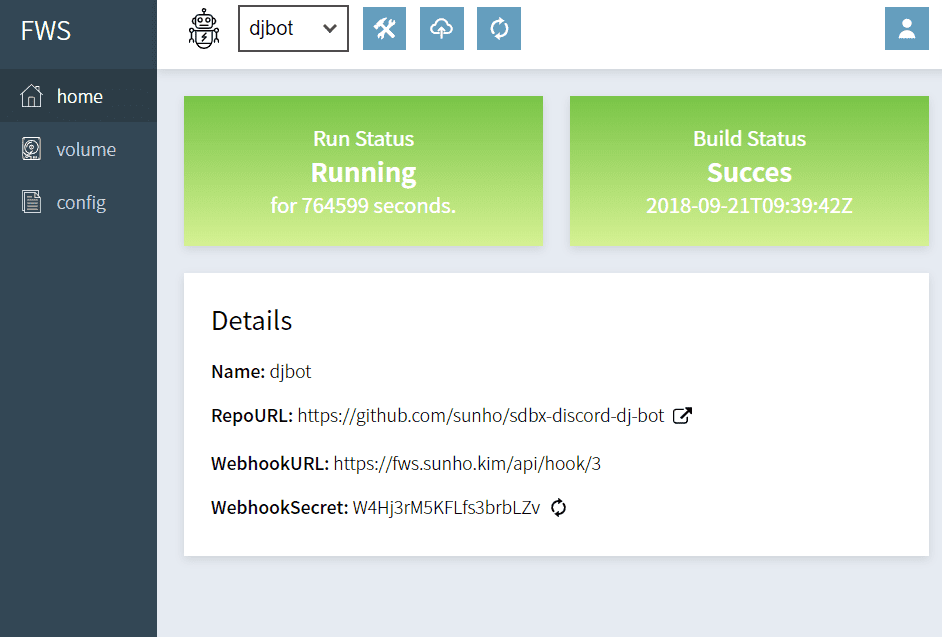 FWS
djbot
home
volume
config
Run Status
Running
for 764599 seconds.
Build Status
Succes
2018-09-21T09:39:42Z
Details
Name: djbot
RepoURL: https://github.com/sunho/sdbx-discord-dj-bot
WebhookURL: https://fws.sunho.kim/api/hook/3
WebhookSecret: W4Hj3rM5KFLfs3brbLZv